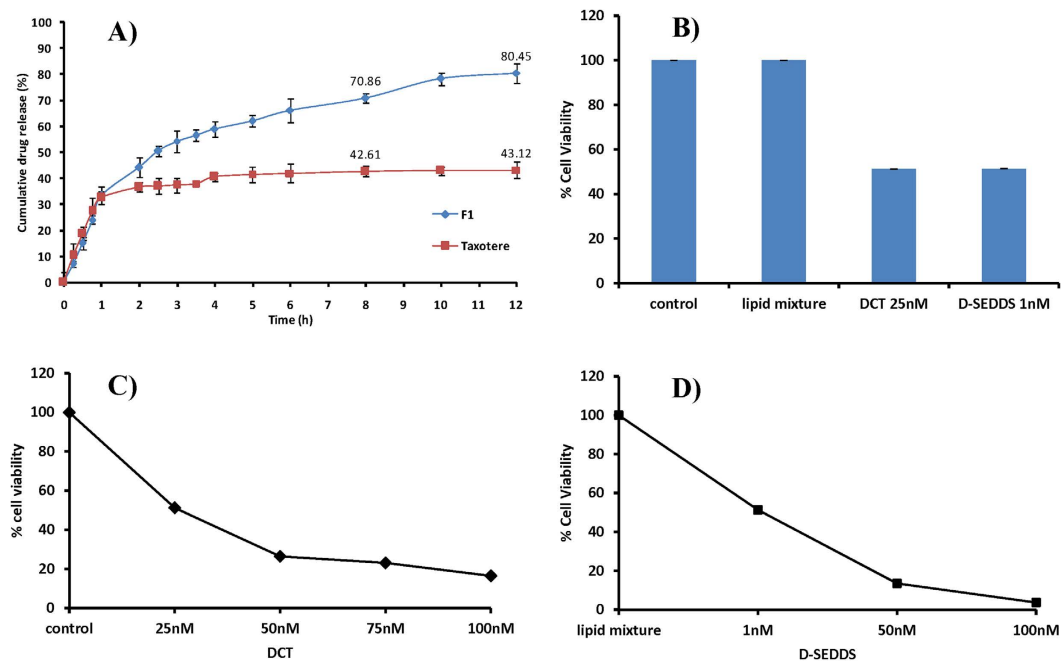 A)
Cumulative drug release (%)
100
90
80
70
60
50
40
30
20
10
0
70.86
80.45
42.61
43.12
F1
Taxotere
0 1 2 3 4 5 6 7 8 9 10 11 12
Time (h)
B)
% Cell Viability
120
100
80
60
40
20
0
control lipid mixture DCT 25nM D-SEDDS 1nM
C)
% cell viability
120
100
80
60
40
20
0
control 25nM 50nM 75nM 100nM
DCT
D)
% Cell Viability
120
100
80
60
40
20
0
lipid mixture 1nM 50nM 100nM
D-SEDDS